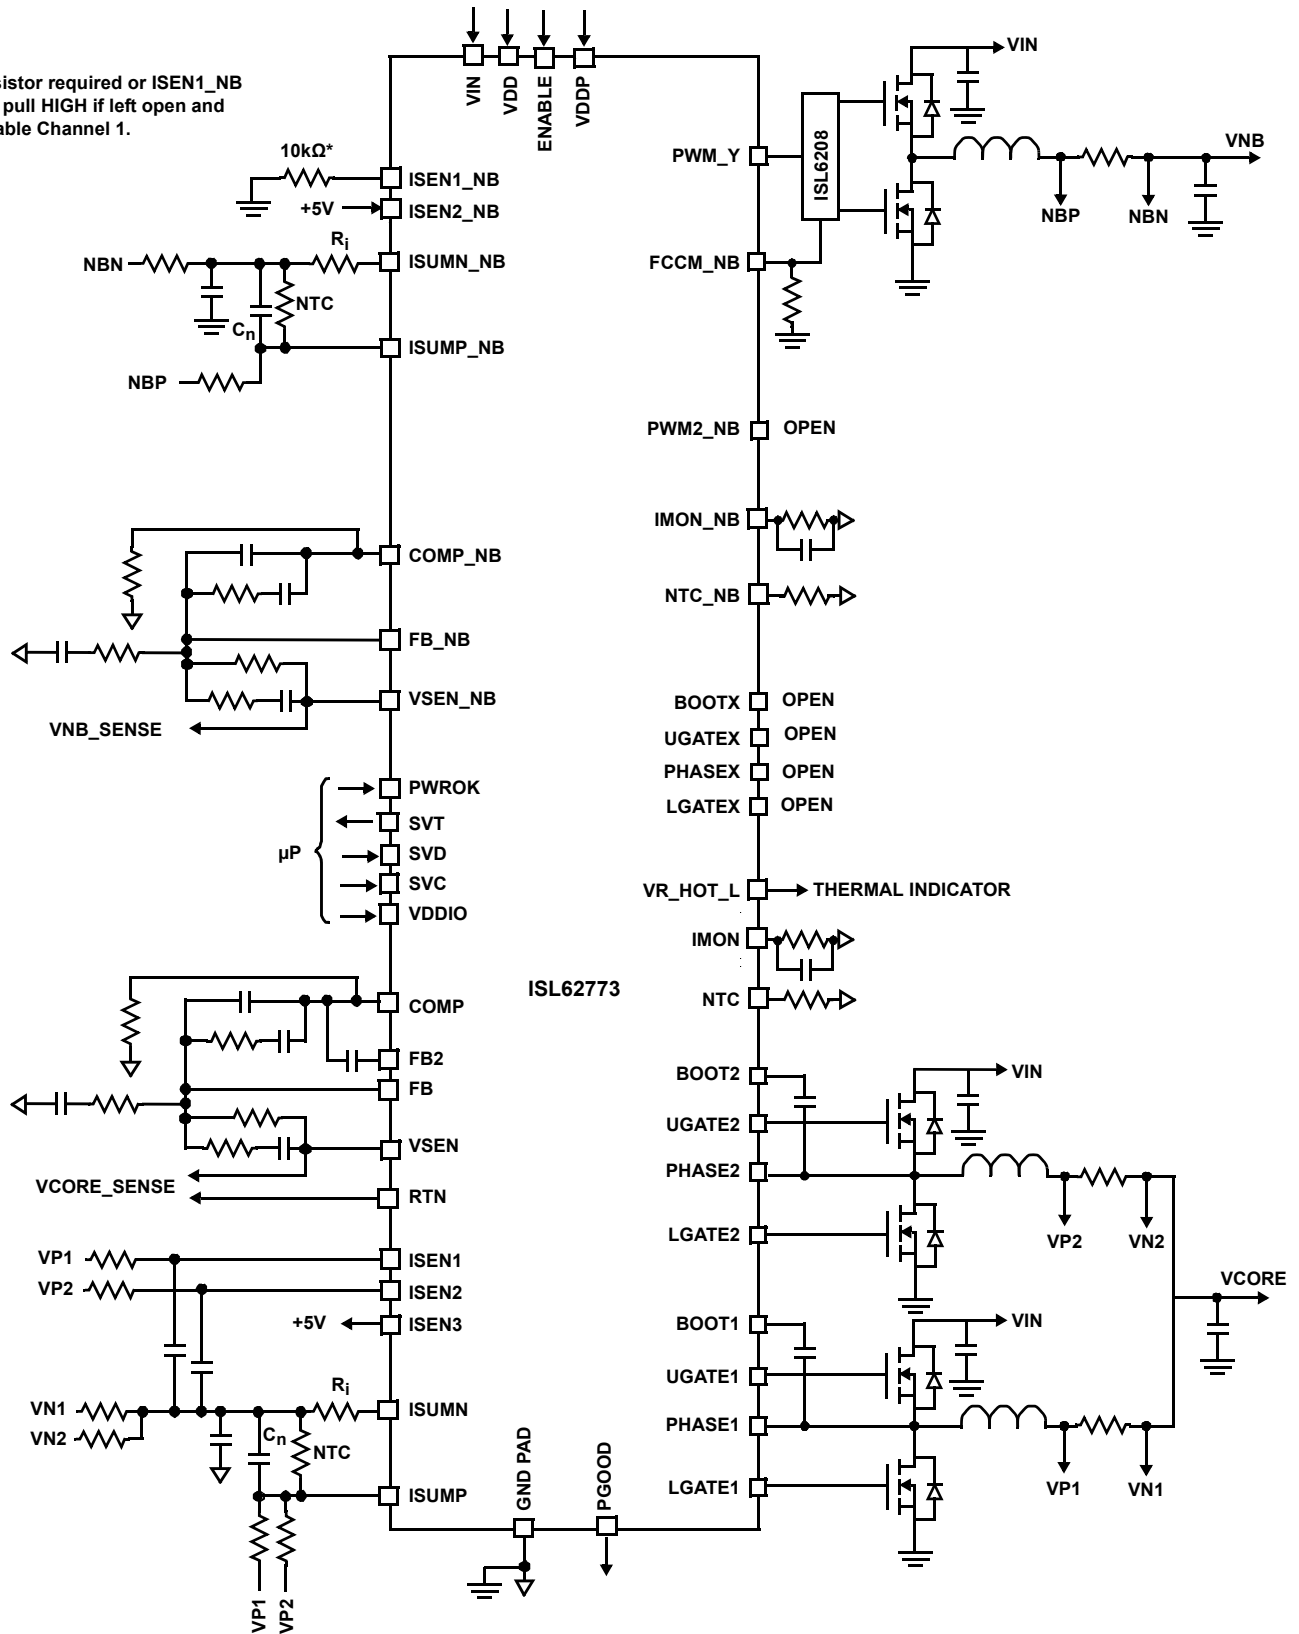 istor required or ISEN1_NB
pull HIGH if left open and
able Channel 1.
VIN
VDD
ENABLE
VDDP
10kΩ*
ISEN1_NB
+5V
ISEN2_NB
NBN
Ri
ISUMN_NB
NTC
Cn
ISUMP_NB
NBP
COMP_NB
FB_NB
VSEN_NB
VNB_SENSE
PWROK
SVT
µP
SVD
SVC
VDDIO
COMP
FB2
FB
VSEN
VCORE_SENSE
RTN
VP1
ISEN1
VP2
ISEN2
+5V
ISEN3
Ri
VN1
ISUMN
VN2
Cn
NTC
ISUMP
VP1
VP2
GND PAD
PGOOD
ISL62773
PWM_Y
ISL6208
VIN
VNB
NBP
NBN
FCCM_NB
PWM2_NB
OPEN
IMON_NB
NTC_NB
BOOTX
OPEN
UGATEX
OPEN
PHASEX
OPEN
LGATEX
OPEN
VR_HOT_L
THERMAL INDICATOR
IMON
NTC
BOOT2
VIN
UGATE2
PHASE2
LGATE2
VP2
VN2
VCORE
BOOT1
VIN
UGATE1
PHASE1
LGATE1
VP1
VN1